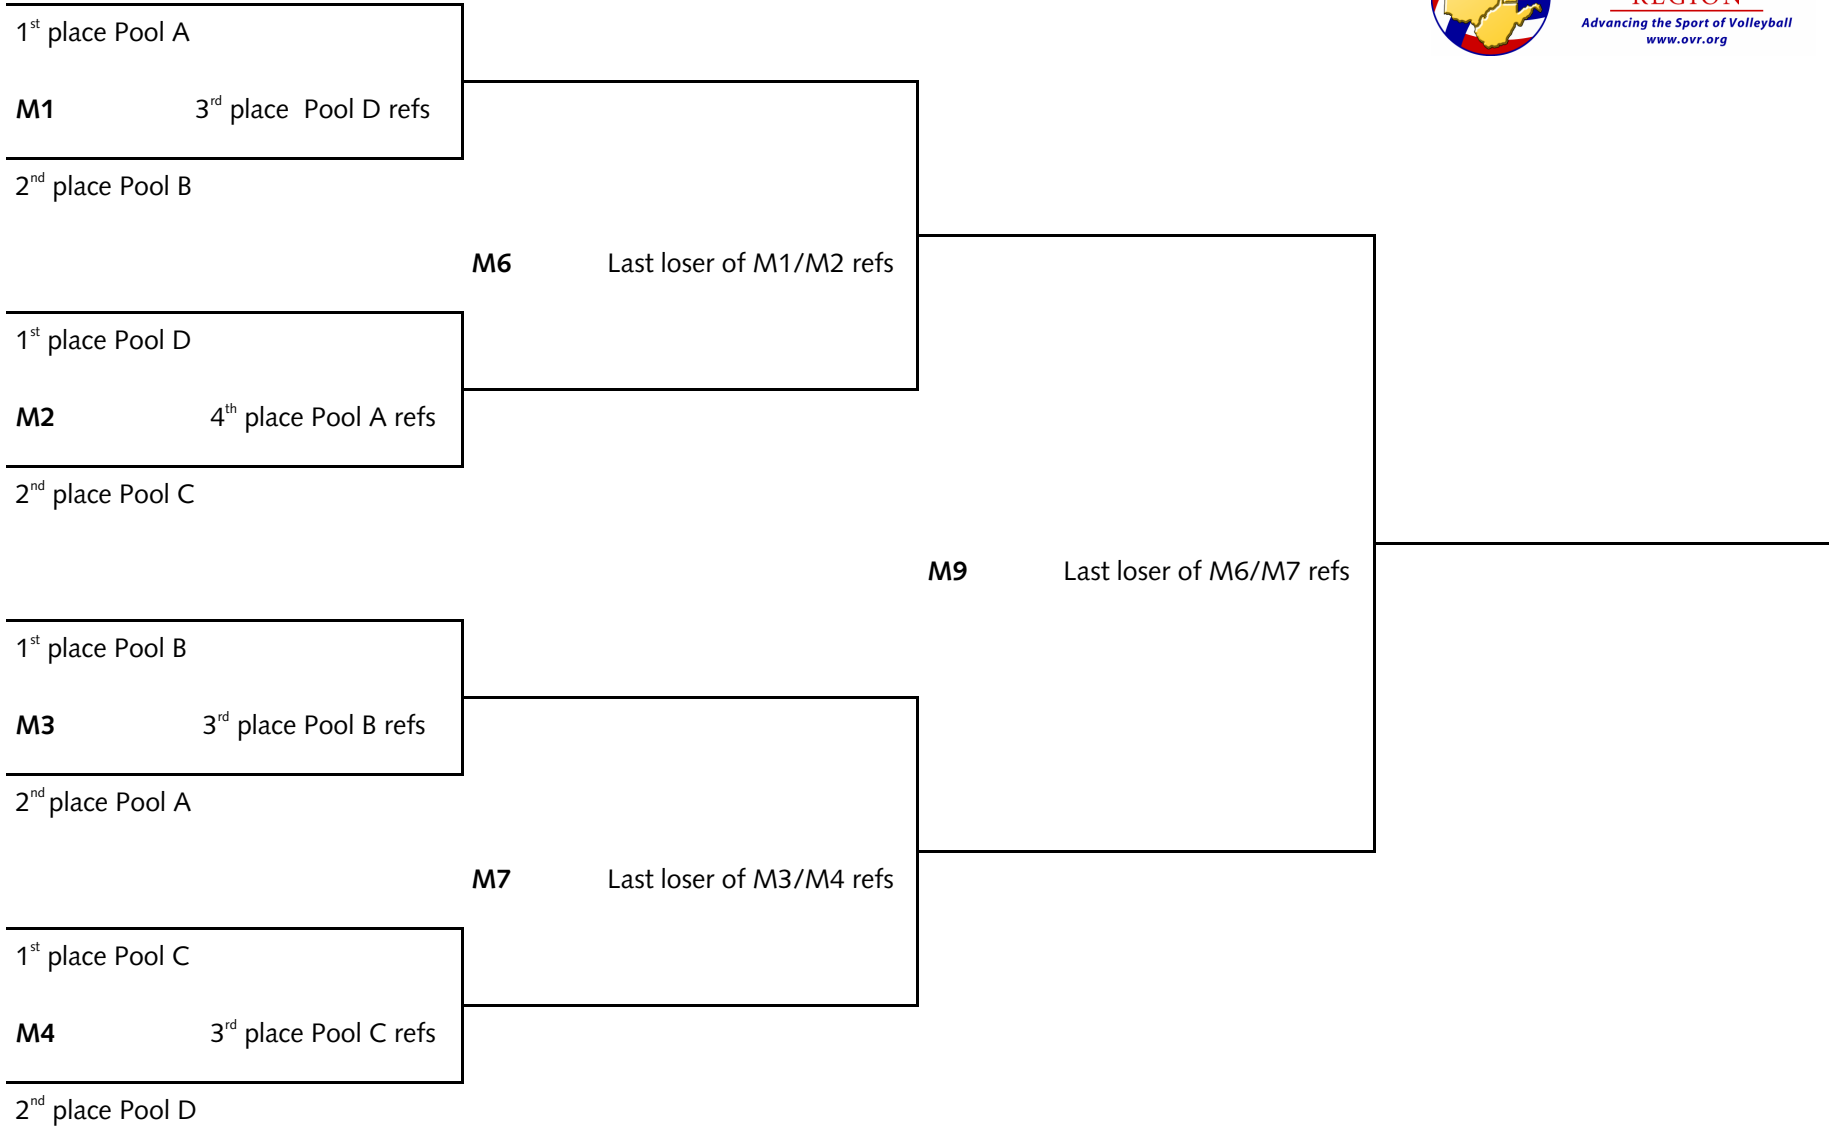 REGION
Advancing the Sport of Volleyball
www.ovr.org
1st place Pool A
M1 3rd place Pool D refs
2nd place Pool B
M6 Last loser of M1/M2 refs
1st place Pool D
M2 4th place Pool A refs
2nd place Pool C
M9 Last loser of M6/M7 refs
1st place Pool B
M3 3rd place Pool B refs
2nd place Pool A
M7 Last loser of M3/M4 refs
1st place Pool C
M4 3rd place Pool C refs
2nd place Pool D